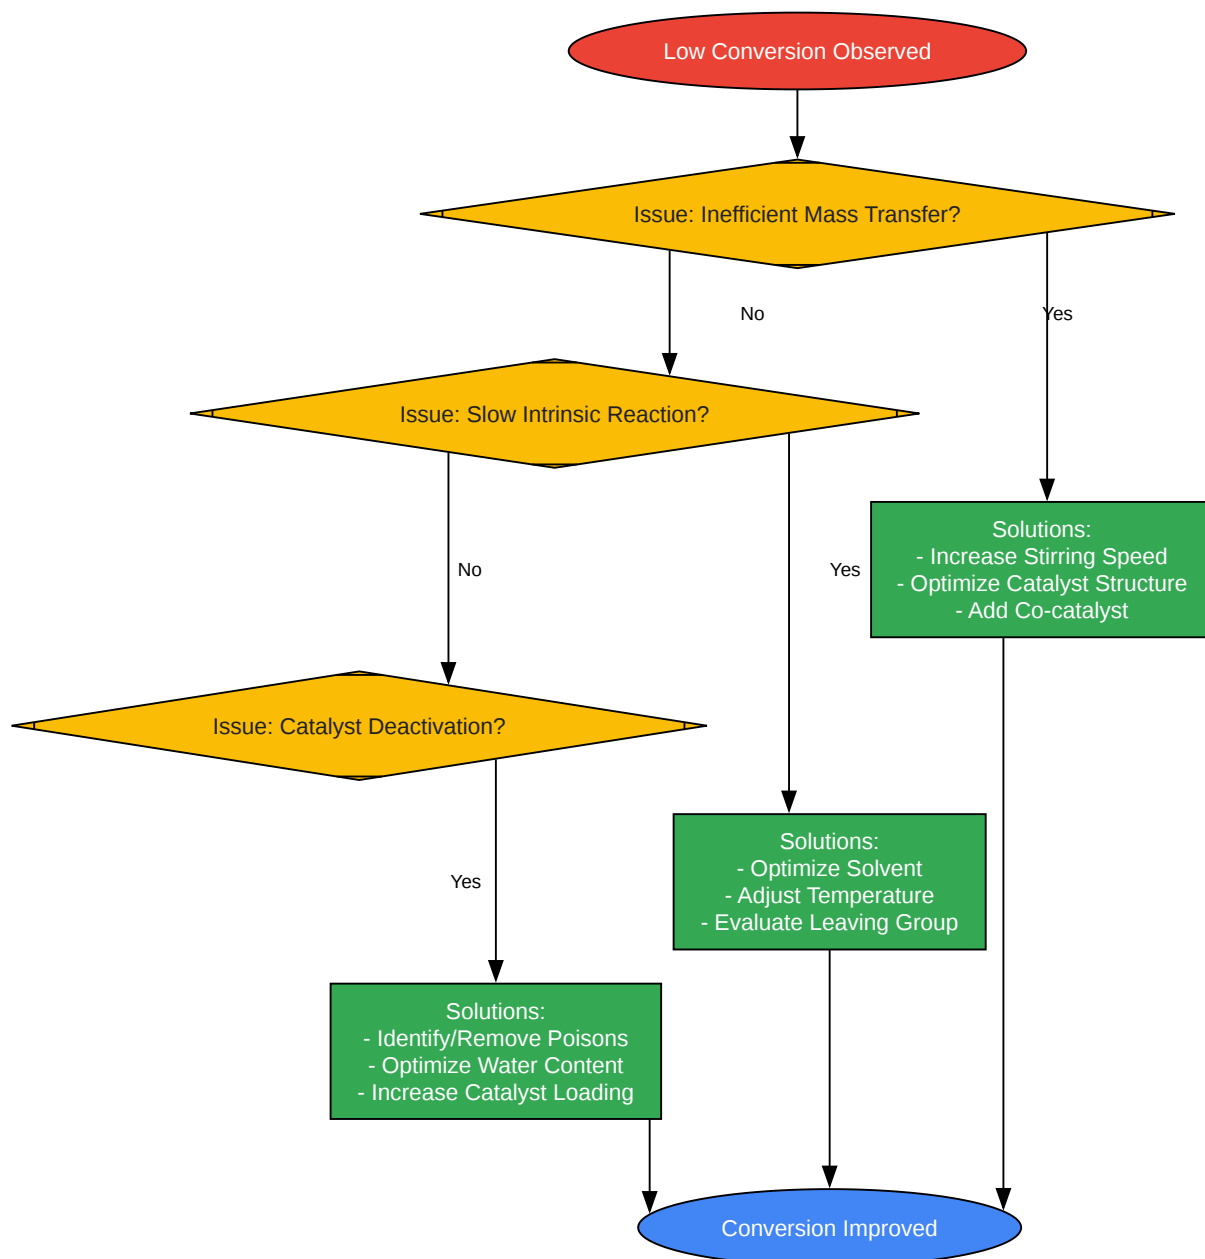 Low Conversion Observed
Issue: Inefficient Mass Transfer?
No
Yes
Issue: Slow Intrinsic Reaction?
Solutions:
- Increase Stirring Speed
- Optimize Catalyst Structure
- Add Co-catalyst
No
Yes
Issue: Catalyst Deactivation?
Solutions:
- Optimize Solvent
- Adjust Temperature
- Evaluate Leaving Group
Yes
Solutions:
- Identify/Remove Poisons
- Optimize Water Content
- Increase Catalyst Loading
Conversion Improved